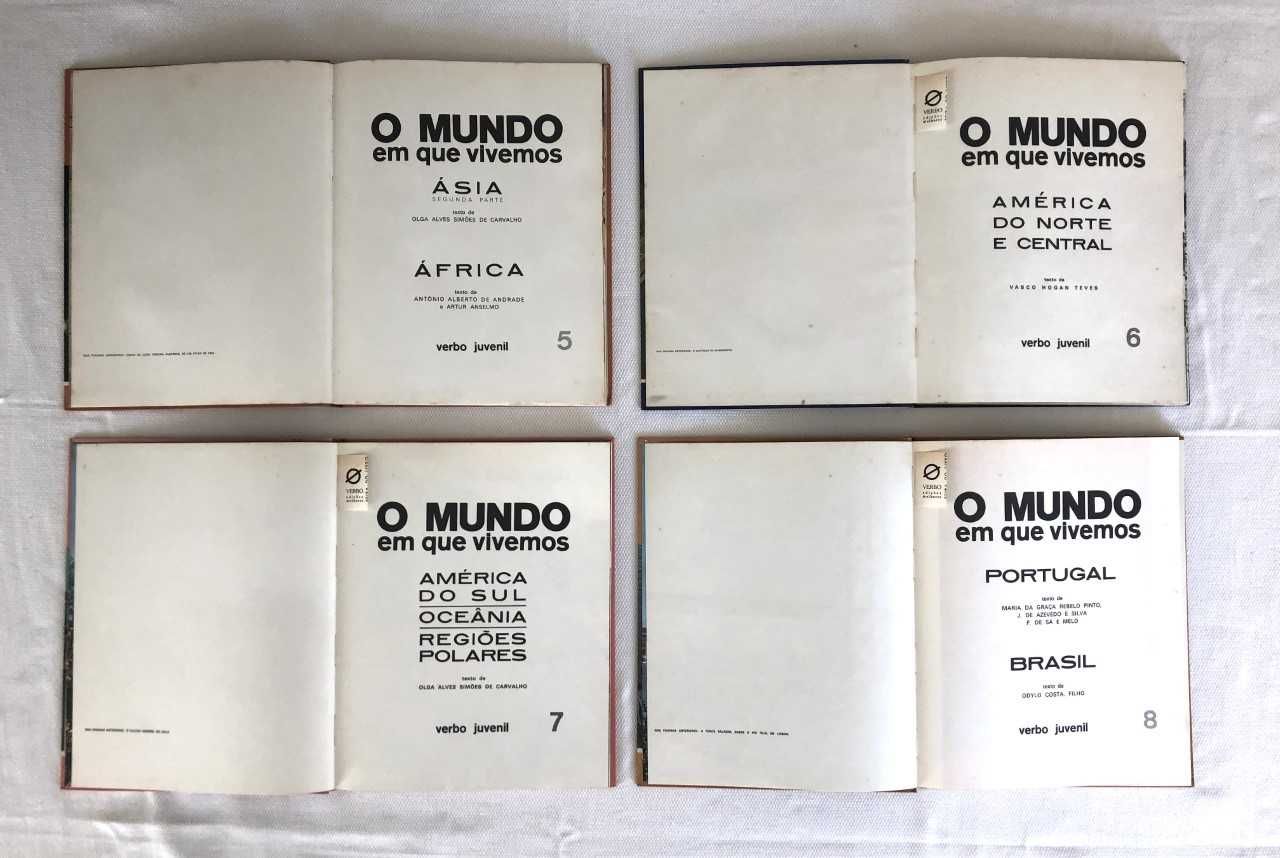 O MUNDO
em que vivemos
ÁSIA
SEGUNDA PARTE
texto de
OLGA ALVES SIMÕES DE CARVALHO
ÁFRICA
texto de
ANTÓNIO ALBERTO DE ANDRADE
e ARTUR ANSELMO
verbo juvenil
5
VERBO
O MUNDO
em que vivemos
AMÉRICA
DO NORTE
E CENTRAL
texto de
VASCO HOGAN TEVES
verbo juvenil
6
VERBO
O MUNDO
em que vivemos
AMÉRICA
DO SUL
OCEÂNIA
REGIÕES
POLARES
texto de
OLGA ALVES SIMÕES DE CARVALHO
verbo juvenil
7
VERBO
O MUNDO
em que vivemos
PORTUGAL
texto de
MARIA DA GRAÇA REBELO PINTO,
J. DE AZEVEDO E SILVA
F. DE SÁ E MELO
BRASIL
texto de
ODYLO COSTA, FILHO
verbo juvenil
8